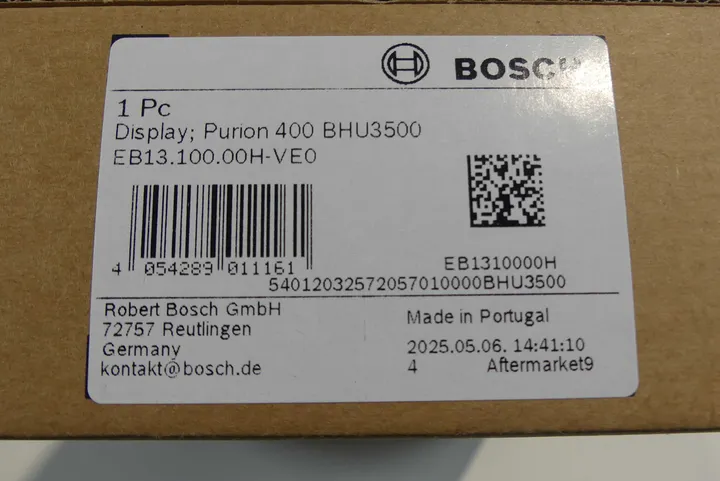 BOSCH
1 Pc
Display; Purion 400 BHU3500
EB13.100.00H-VE0
4 054289 011161
EB1310000H
54012032572057010000BHU3500
Robert Bosch GmbH
72757 Reutlingen
Germany
kontakt@bosch.de
Made in Portugal
2025.05.06. 14:41:10
4 Aftermarket9